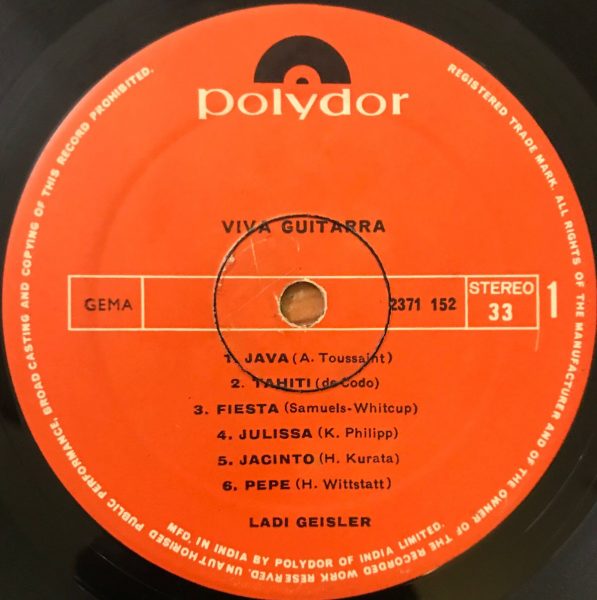 polydor
VIVA GUITARRA
GEMA
2371 152
STEREO
33
1
1. JAVA (A. Toussaint)
2. TAHITI (de Codo)
3. FIESTA (Samuels-Whitcup)
4. JULISSA (K. Philipp)
5. JACINTO (H. Kurata)
6. PEPE (H. Wittstatt)
LADI GEISLER
MFD. IN INDIA BY POLYDOR OF INDIA LIMITED.
REGISTERED TRADE MARK. ALL RIGHTS OF THE MANUFACTURER AND OF THE OWNER OF THE RECORDED WORK RESERVED. UNAUTHORISED PUBLIC PERFORMANCE, BROADCASTING AND COPYING OF THIS RECORD PROHIBITED.